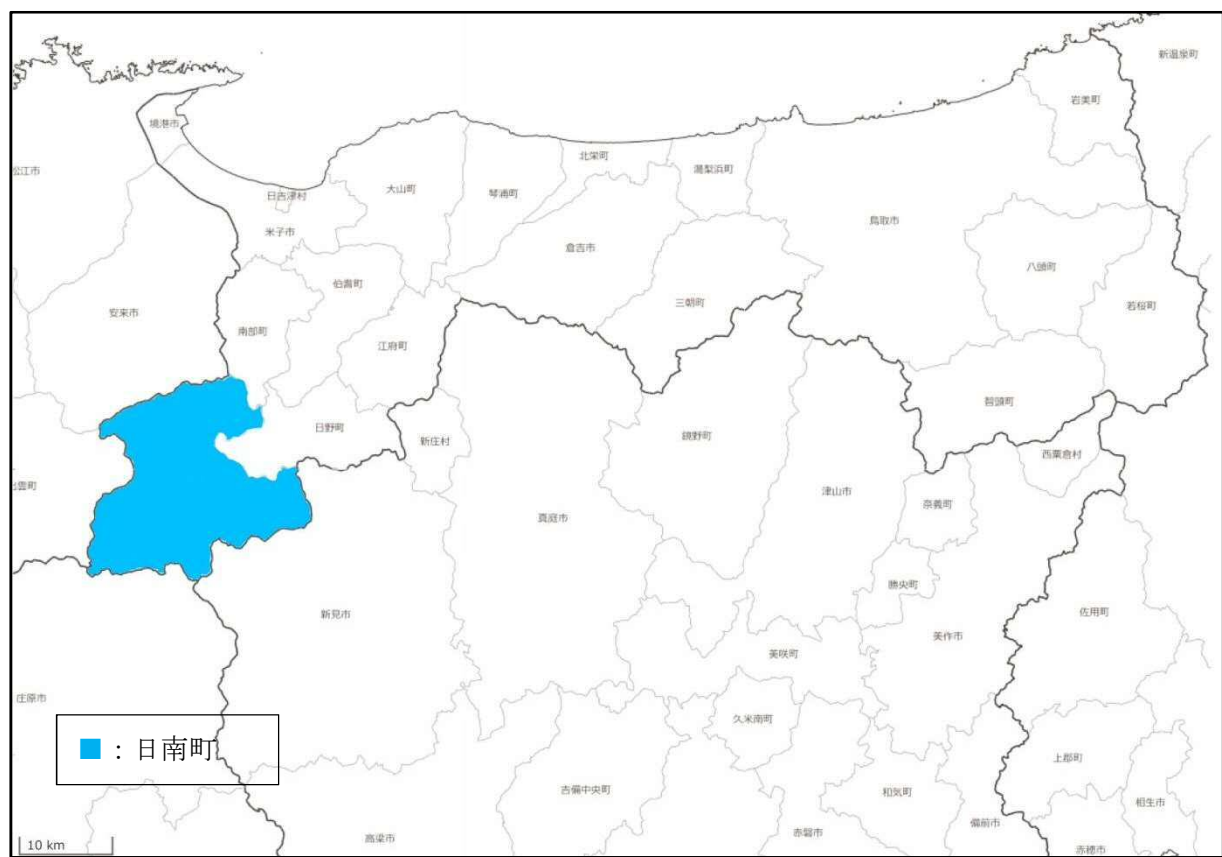 新温泉町
岩美町
境港市
北栄町
湯梨浜町
松江市
大山町
琴浦町
日吉津村
鳥取市
米子市
倉吉市
八頭町
伯耆町
三朝町
若桜町
安来市
南部町
江府町
智頭町
日野町
新庄村
鏡野町
西粟倉村
出雲町
津山市
奈義町
真庭市
勝央町
新見市
佐用町
美作市
美咲町
庄原市
久米南町
■：日南町
上郡町
吉備中央町
和気町
相生市
備前市
赤磐市
高梁市
赤穂市
10 km